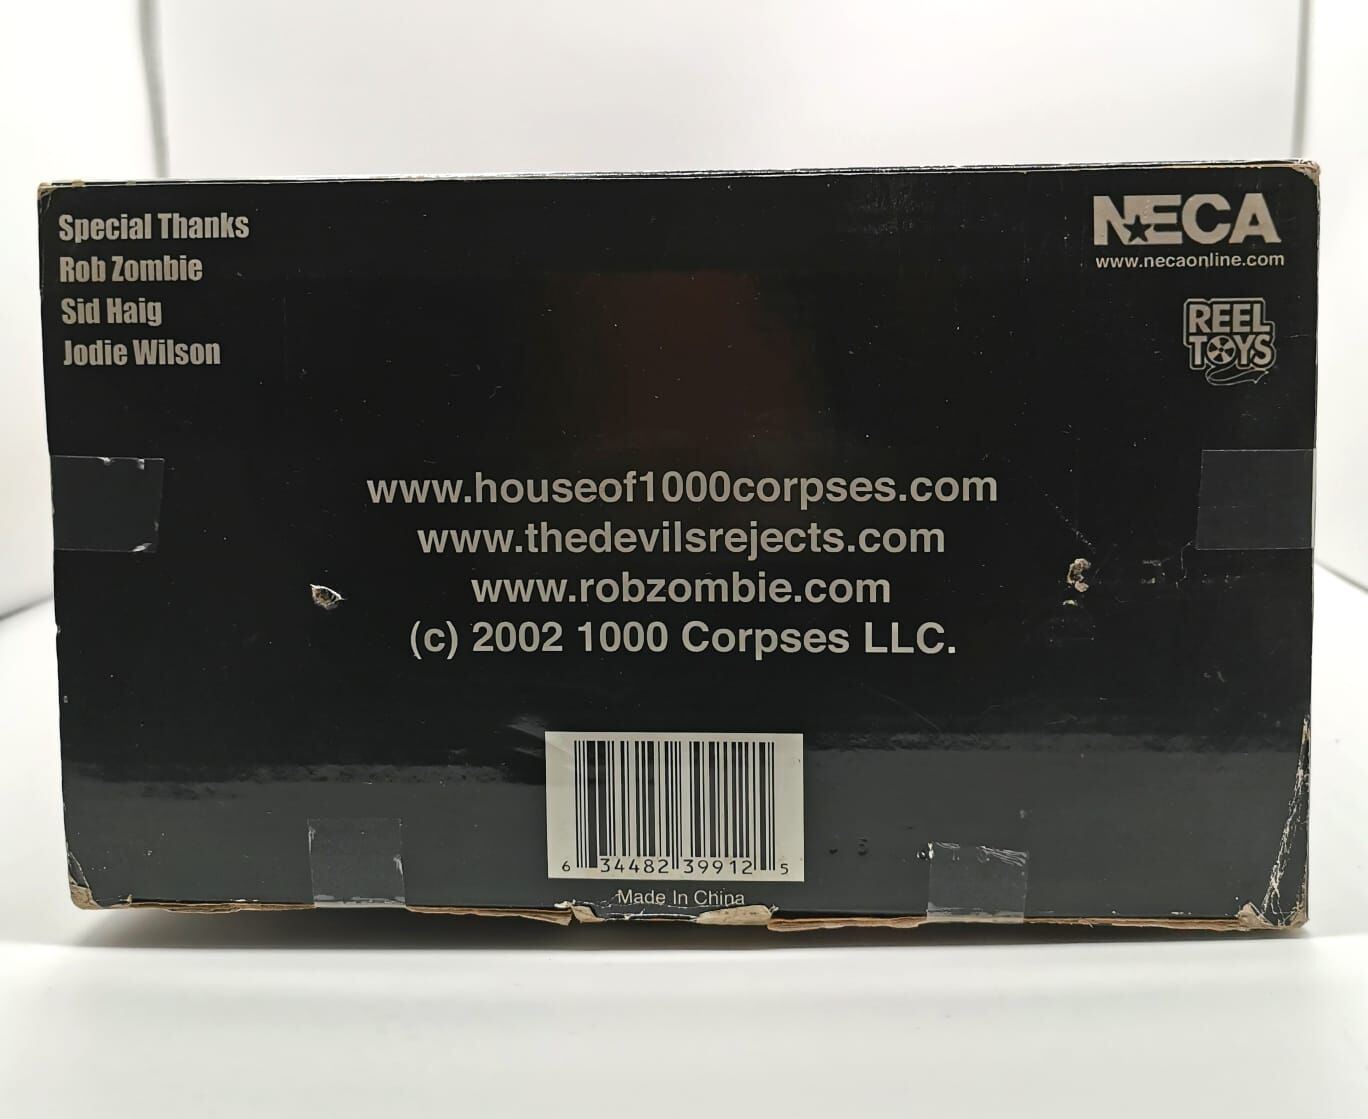 Special Thanks
Rob Zombie
Sid Haig
Jodie Wilson
NECA
www.necaonline.com
REEL
TOYS
www.houseof1000corpses.com
www.thedevilsrejects.com
www.robzombie.com
(c) 2002 1000 Corpses LLC.
6 34482 39912 5
Made In China